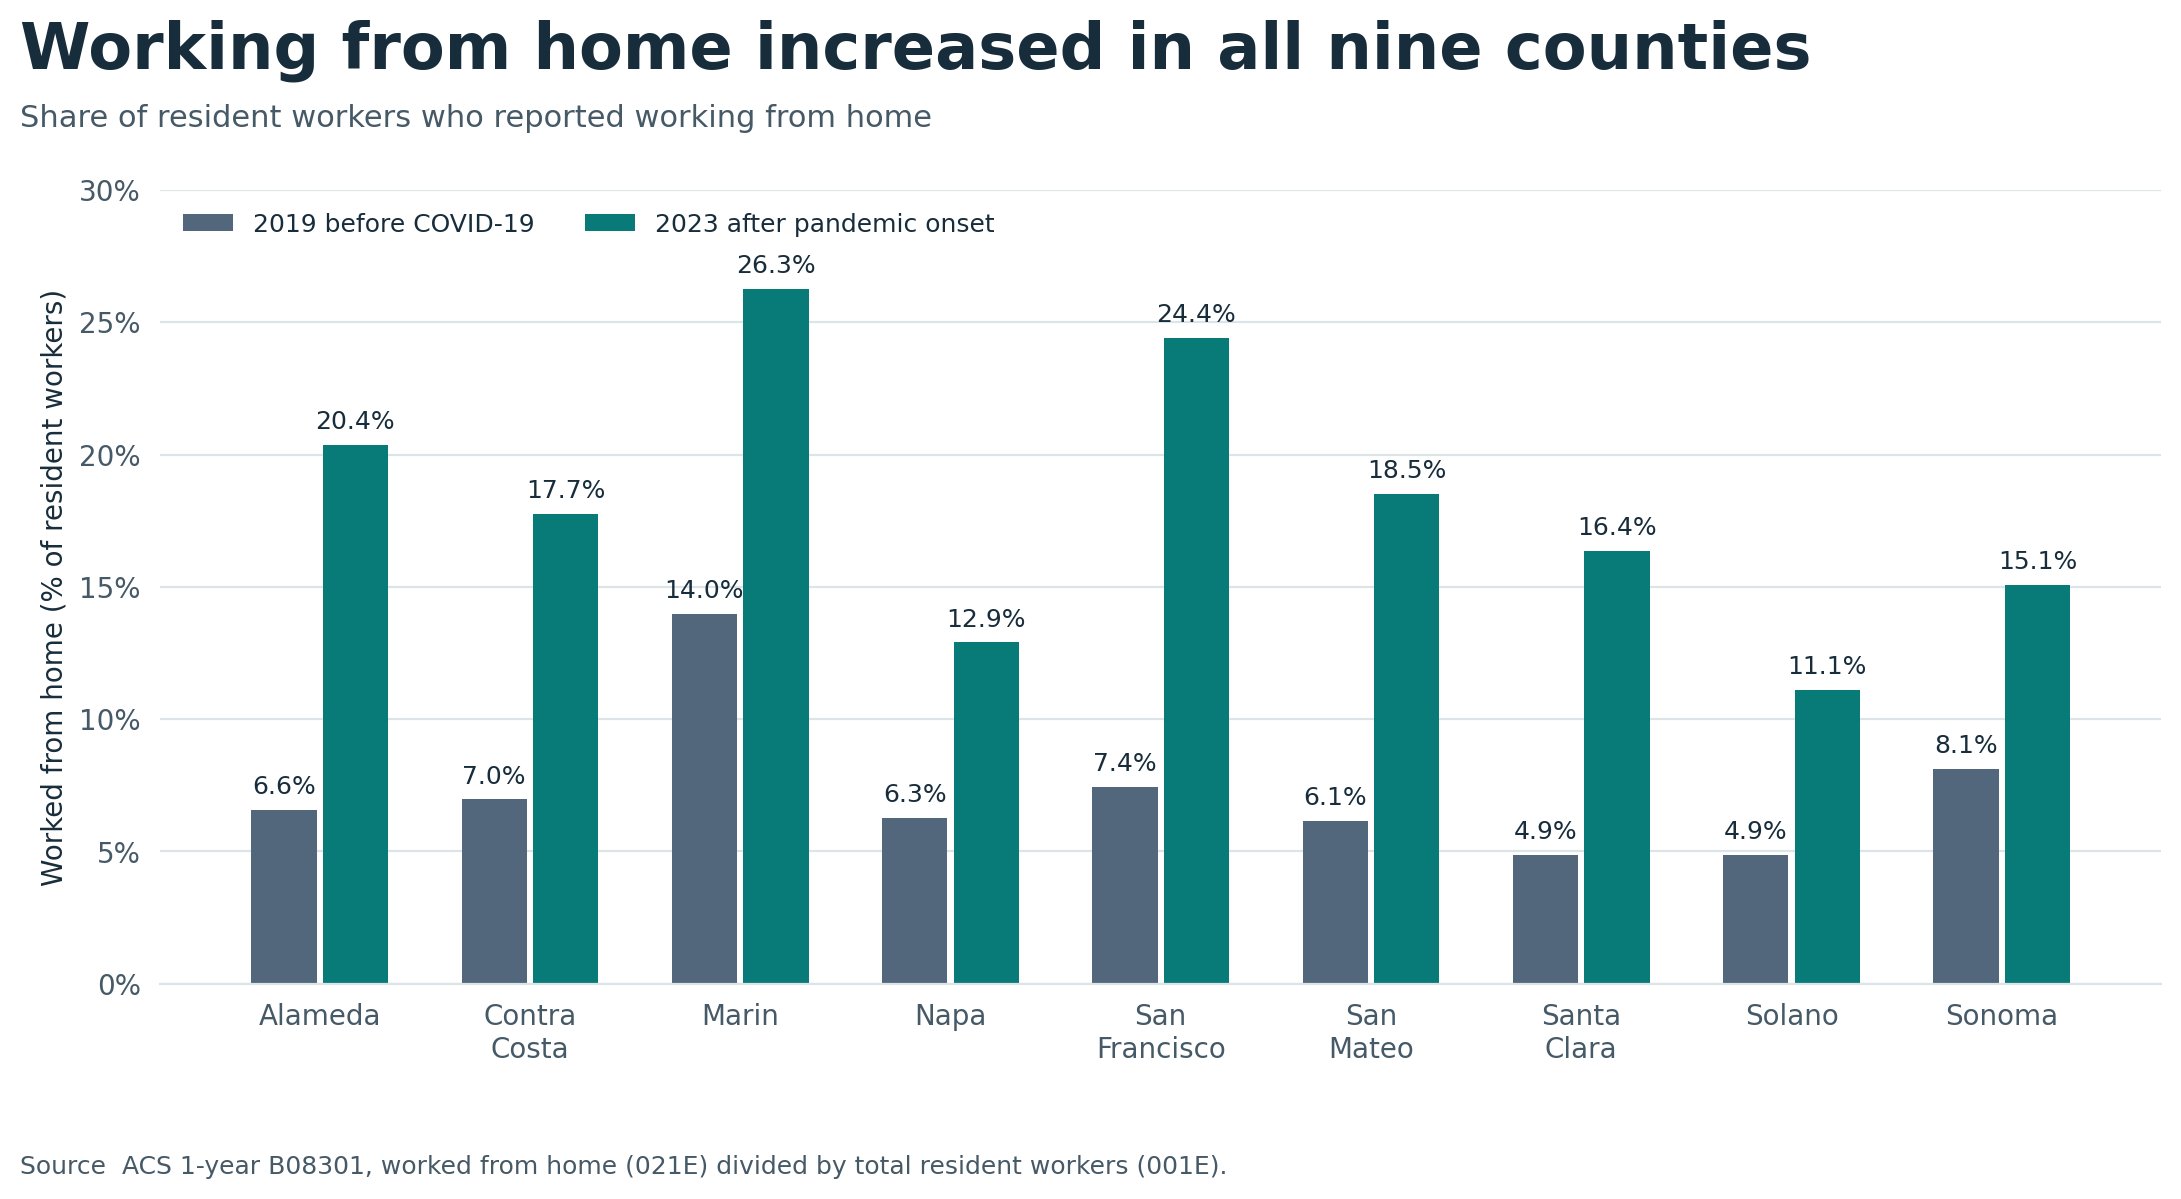 Working from home increased in all nine counties
Share of resident workers who reported working from home
Worked from home (% of resident workers)
30%
25%
20%
15%
10%
5%
0%
2019 before COVID-19
2023 after pandemic onset
6.6%
20.4%
7.0%
17.7%
14.0%
26.3%
6.3%
12.9%
7.4%
24.4%
6.1%
18.5%
4.9%
16.4%
4.9%
11.1%
8.1%
15.1%
Alameda
Contra
Costa
Marin
Napa
San
Francisco
San
Mateo
Santa
Clara
Solano
Sonoma
Source  ACS 1-year B08301, worked from home (021E) divided by total resident workers (001E).